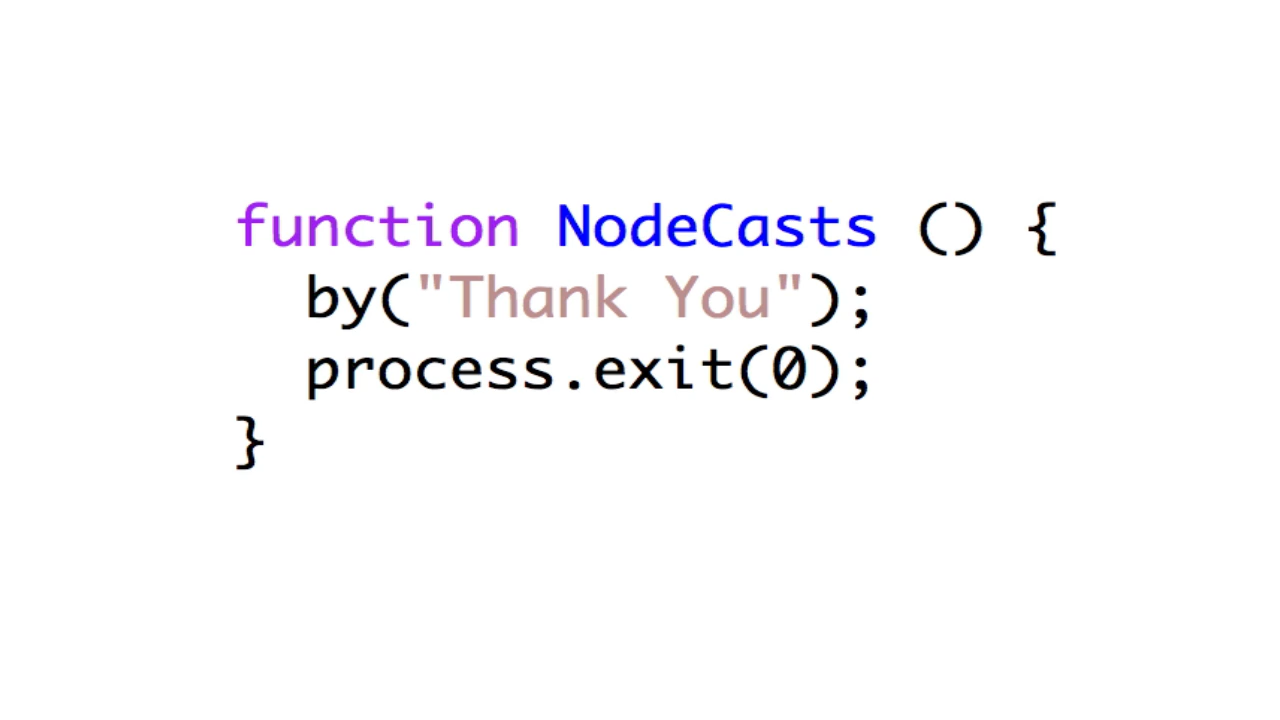 function NodeCasts () {
  by("Thank You");
  process.exit(0);
}